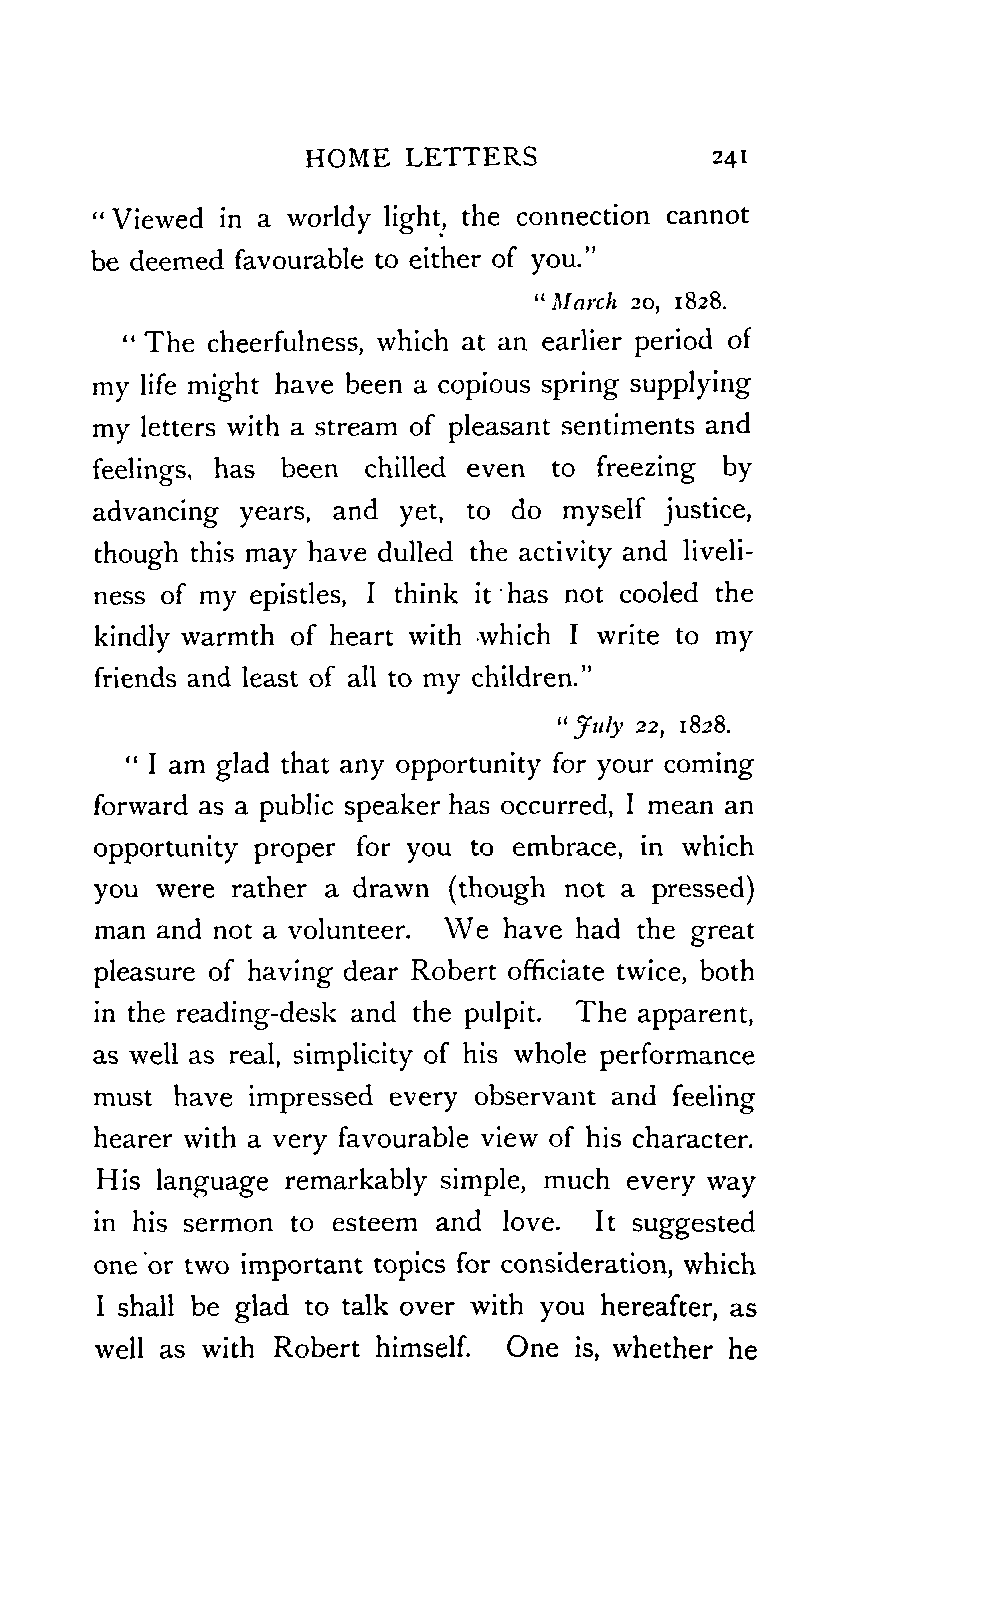 HOME LETTERS 241
“Viewed in a worldy light, the connection cannot
be deemed favourable to either of you.”
“March 20, 1828.
“The cheerfulness, which at an earlier period of
my life might have been a copious spring supplying
my letters with a stream of pleasant sentiments and
feelings, has been chilled even to freezing by
advancing years, and yet, to do myself justice,
though this may have dulled the activity and liveli-
ness of my epistles, I think it has not cooled the
kindly warmth of heart with which I write to my
friends and least of all to my children.”
“July 22, 1828.
“I am glad that any opportunity for your coming
forward as a public speaker has occurred, I mean an
opportunity proper for you to embrace, in which
you were rather a drawn (though not a pressed)
man and not a volunteer. We have had the great
pleasure of having dear Robert officiate twice, both
in the reading-desk and the pulpit. The apparent,
as well as real, simplicity of his whole performance
must have impressed every observant and feeling
hearer with a very favourable view of his character.
His language remarkably simple, much every way
in his sermon to esteem and love. It suggested
one or two important topics for consideration, which
I shall be glad to talk over with you hereafter, as
well as with Robert himself. One is, whether he